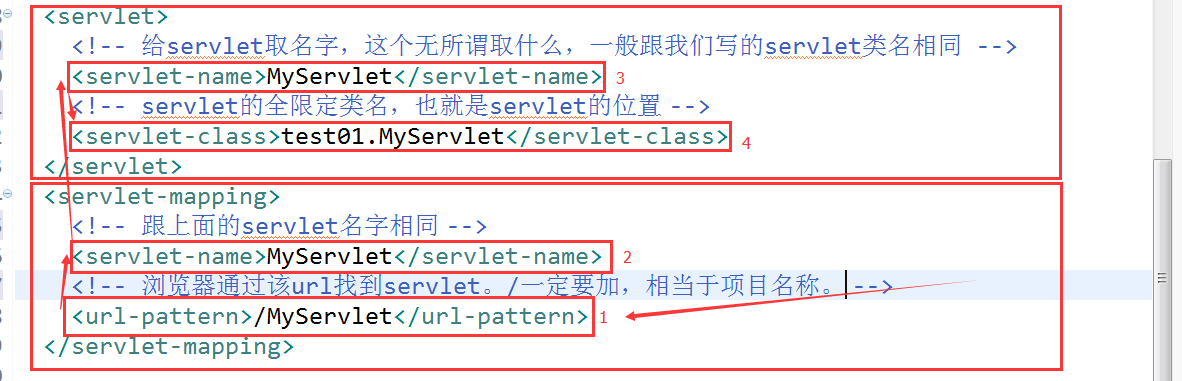 <servlet>
<!-- 给servlet取名字，这个无所谓取什么，一般跟我们写的servlet类名相同 -->
<servlet-name>MyServlet</servlet-name> 3
<!-- servlet的全限定类名，也就是servlet的位置 -->
<servlet-class>test01.MyServlet</servlet-class> 4
</servlet>
<servlet-mapping>
<!-- 跟上面的servlet名字相同 -->
<servlet-name>MyServlet</servlet-name> 2
<!-- 浏览器通过该url找到servlet。/一定要加，相当于项目名称。 -->
<url-pattern>/MyServlet</url-pattern> 1
</servlet-mapping>